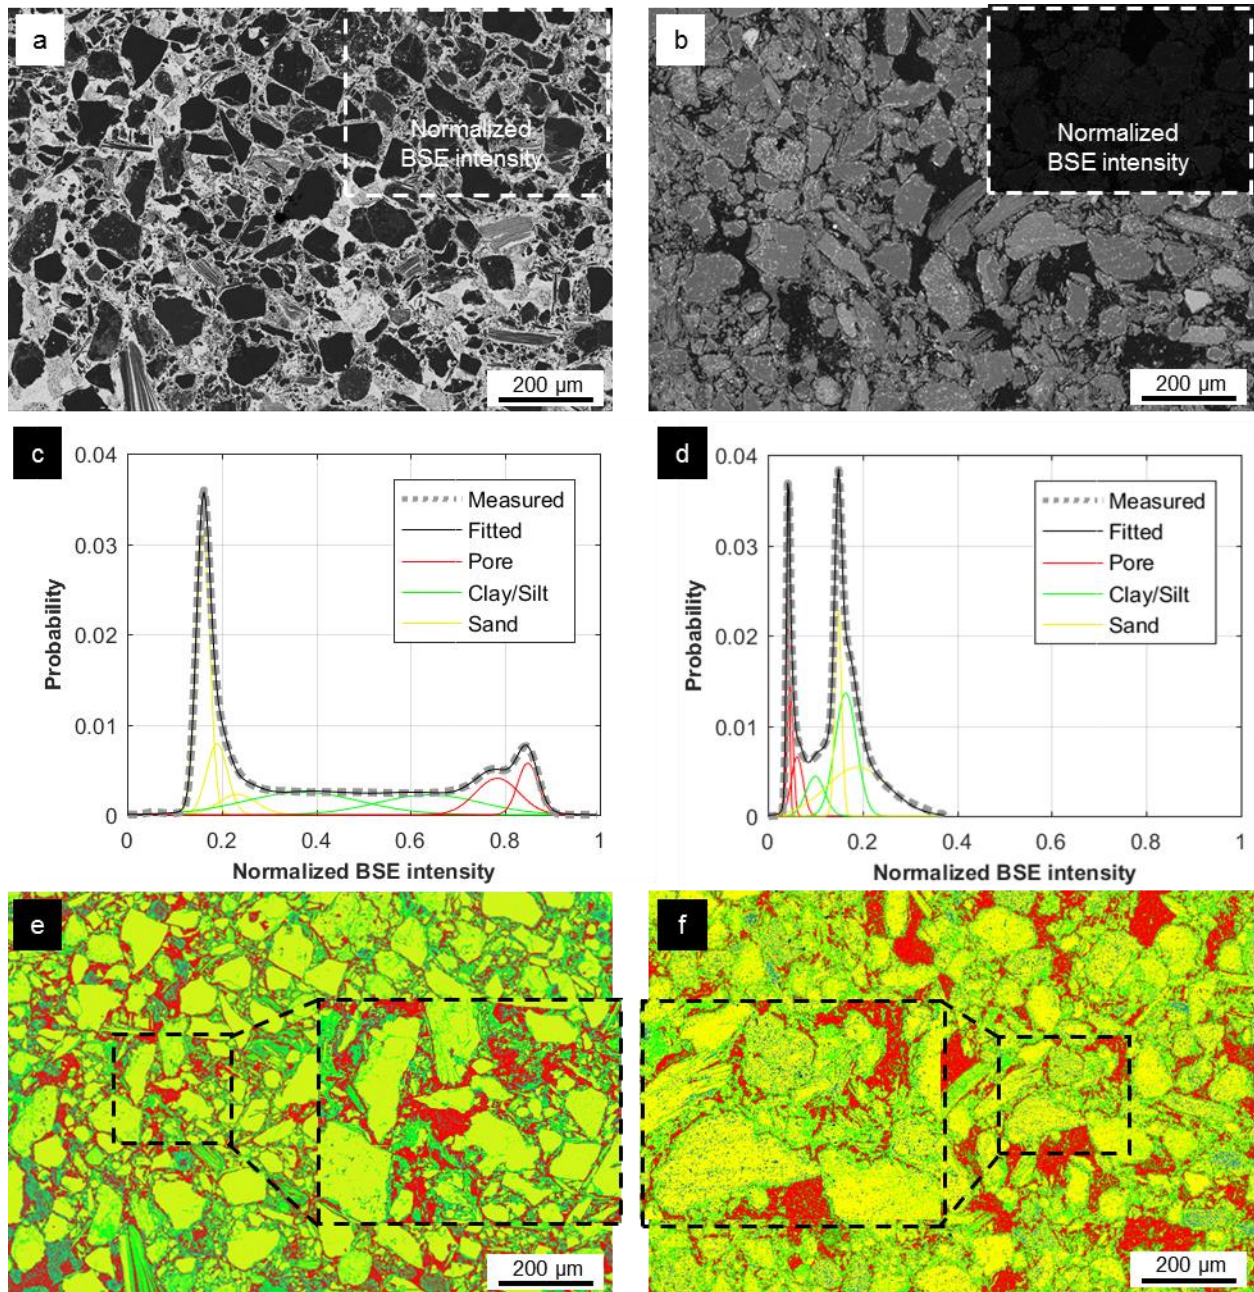 a
Normalized
BSE intensity
200 µm
b
Normalized
BSE intensity
200 µm
c
0.04
0.03
0.02
0.01
0
Probability
Measured
Fitted
Pore
Clay/Silt
Sand
0 0.2 0.4 0.6 0.8 1
Normalized BSE intensity
d
0.04
0.03
0.02
0.01
0
Probability
Measured
Fitted
Pore
Clay/Silt
Sand
0 0.2 0.4 0.6 0.8 1
Normalized BSE intensity
e
200 µm
f
200 µm